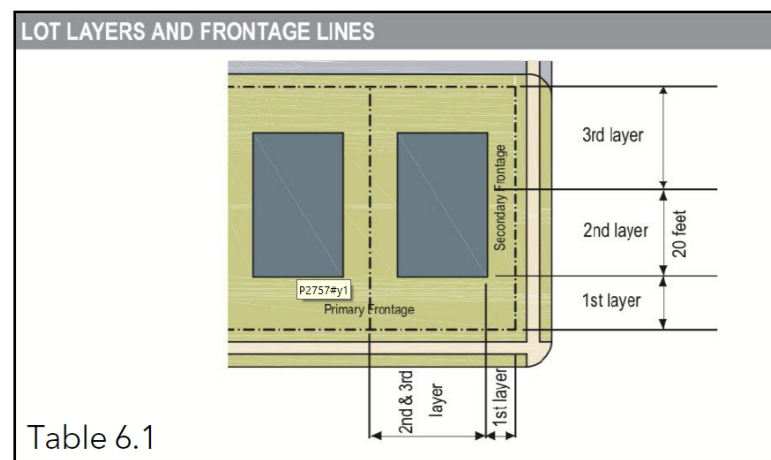 LOT LAYERS AND FRONTAGE LINES
3rd layer
Secondary Frontage
2nd layer
20 feet
P2757#y1
1st layer
Primary Frontage
2nd & 3rd
layer
1st layer
Table 6.1